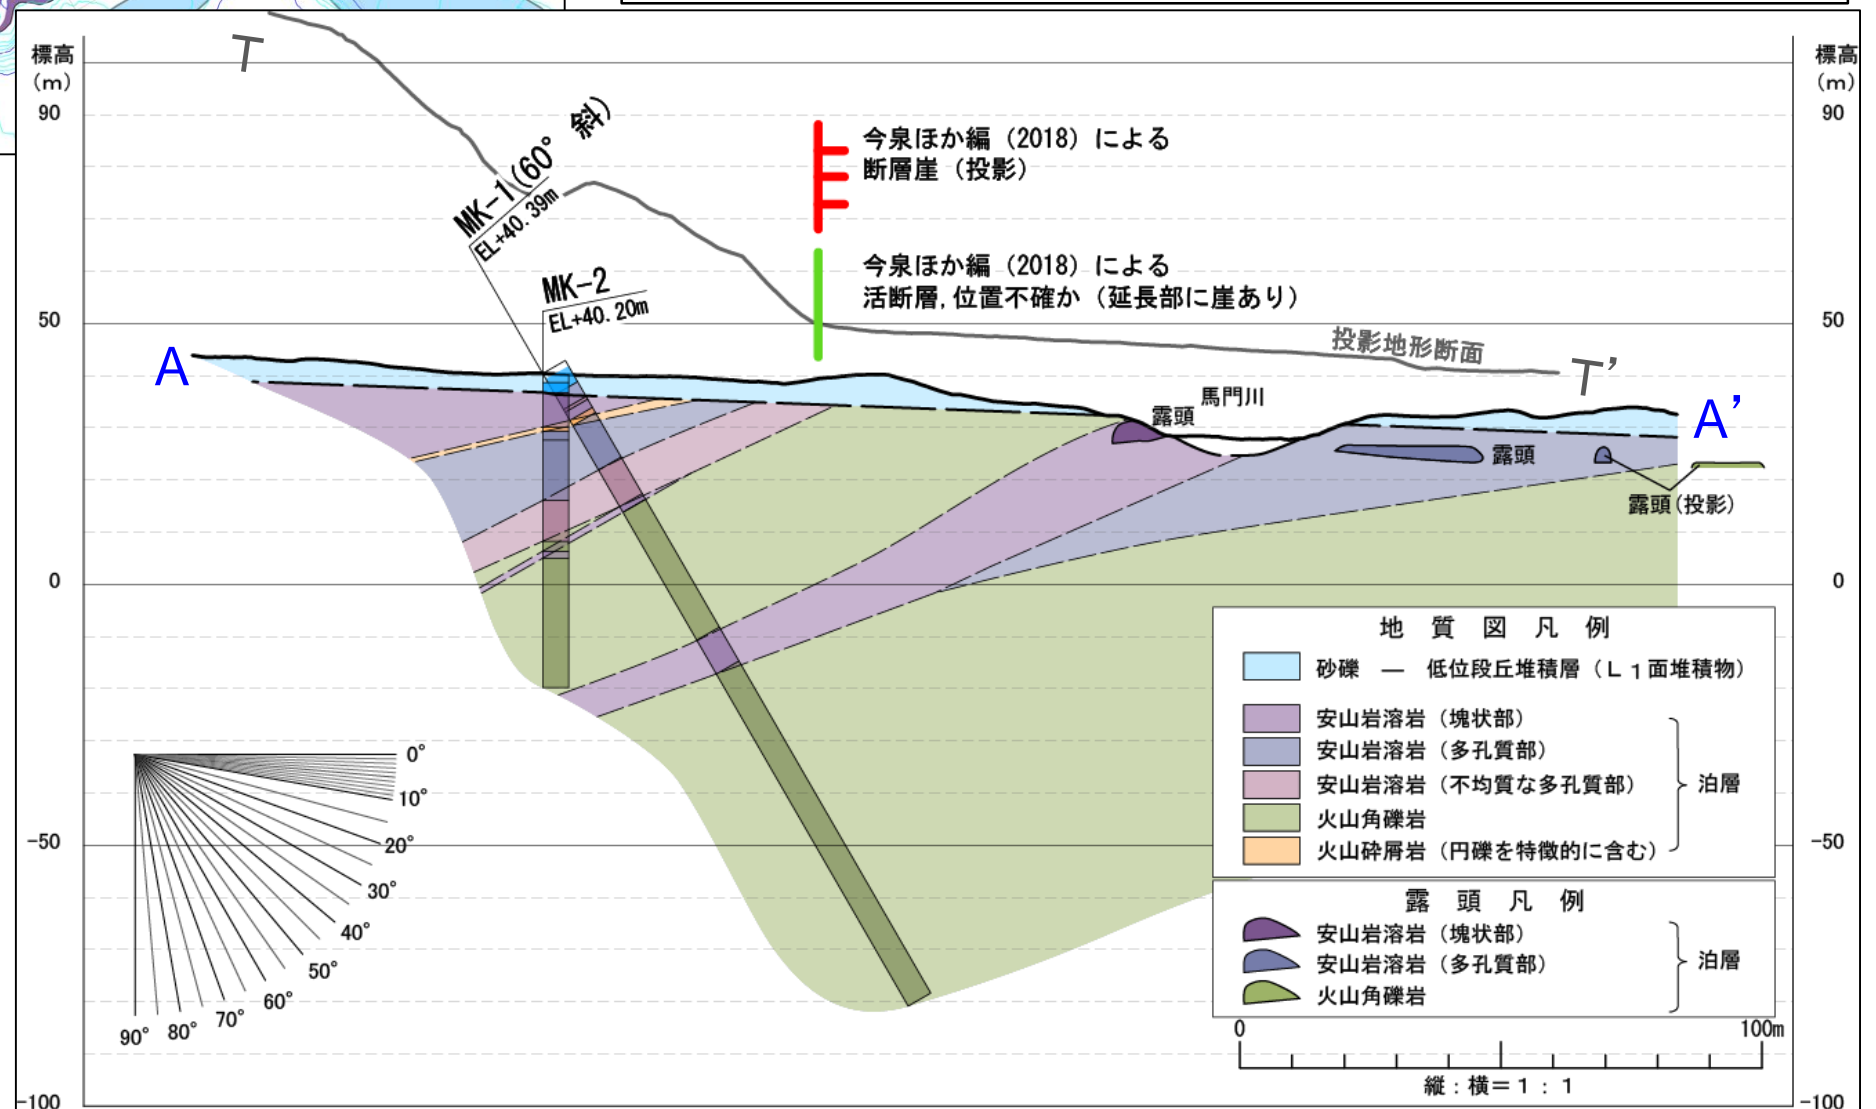 T
標高
(m)
標高
(m)
90
90
MK-1(60° 斜)
EL+40.39m
今泉ほか編（2018）による
断層崖（投影）
MK-2
EL+40.20m
今泉ほか編（2018）による
活断層,位置不確か（延長部に崖あり）
50
50
投影地形断面
T’
A
馬門川
露頭
A’
露頭
露頭(投影)
0
0
地 質 図 凡 例
砂礫 ― 低位段丘堆積層（L1面堆積物）
安山岩溶岩（塊状部）
安山岩溶岩（多孔質部）
安山岩溶岩（不均質な多孔質部）
泊層
火山角礫岩
火山砕屑岩（円礫を特徴的に含む）
0°
10°
20°
30°
40°
50°
60°
70°
80°
90°
-50
-50
露 頭 凡 例
安山岩溶岩（塊状部）
安山岩溶岩（多孔質部）
泊層
火山角礫岩
0
100m
縦：横＝1：1
-100
-100